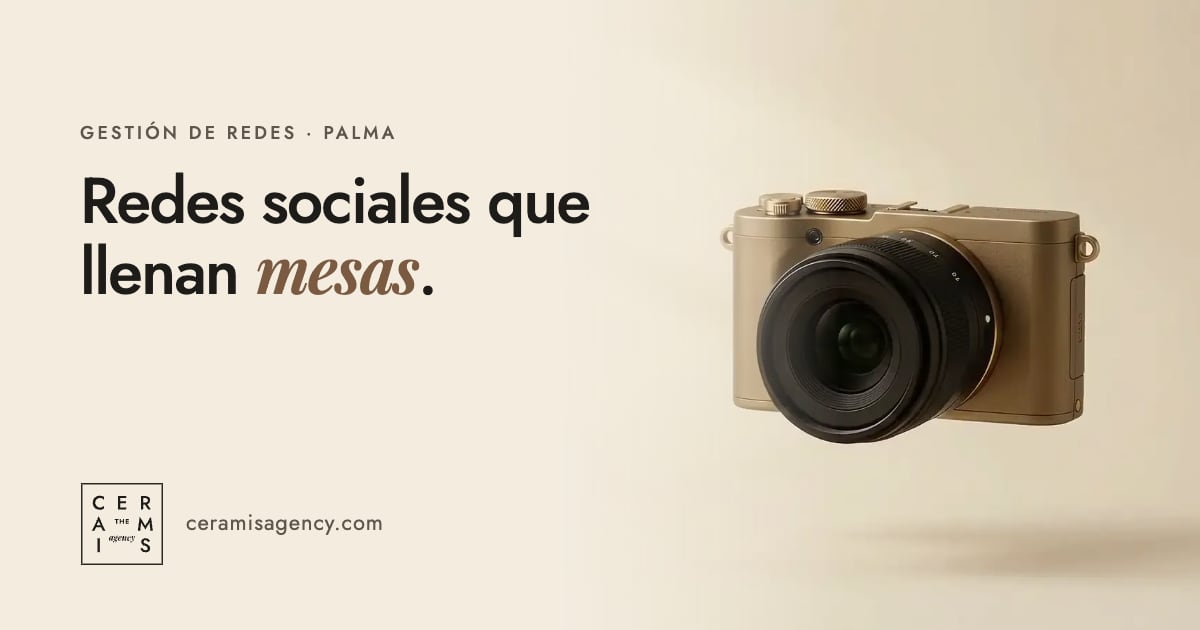 GESTIÓN DE REDES · PALMA
Redes sociales que
llenan mesas.
CER
A THE M
I agency S
ceramisagency.com